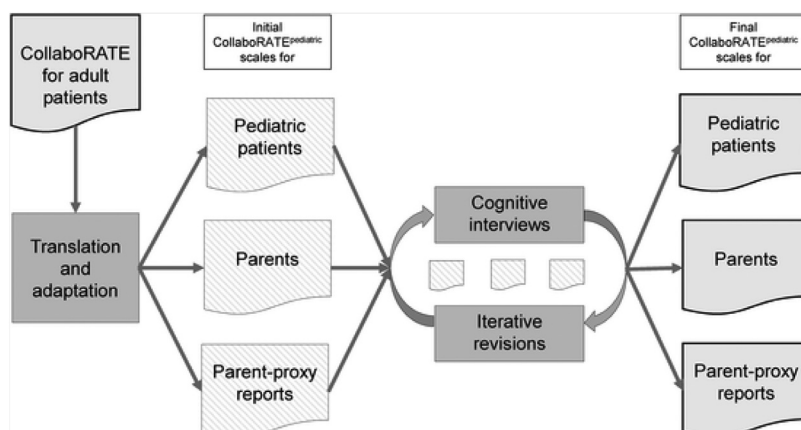 CollaboRATE
for adult
patients
Translation
and
adaptation
Initial
CollaboRATEpediatric
scales for
Pediatric
patients
Parents
Parent-proxy
reports
Cognitive
interviews
Iterative
revisions
Final
CollaboRATEpediatric
scales for
Pediatric
patients
Parents
Parent-proxy
reports